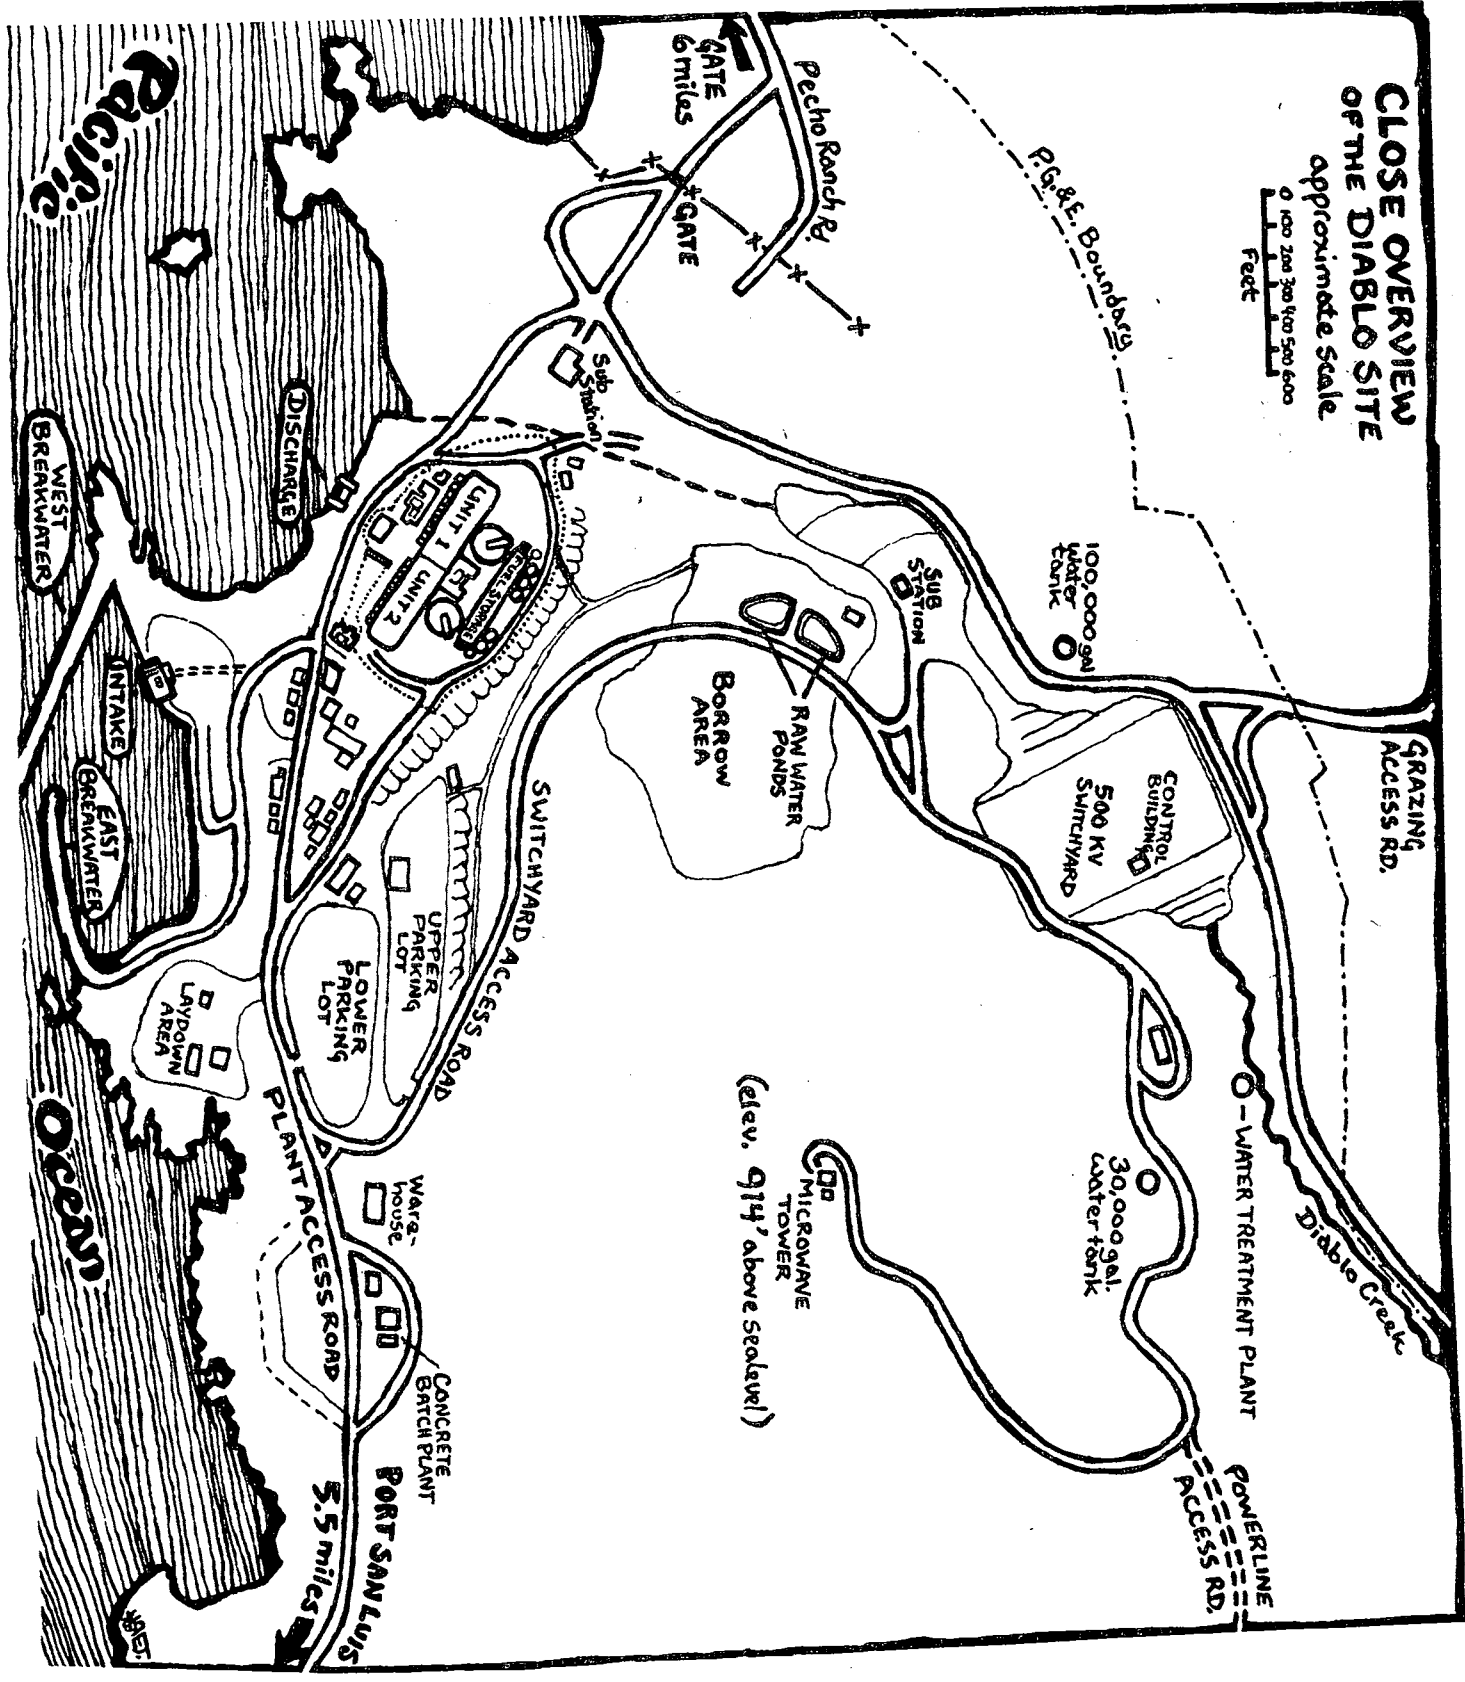 CLOSE OVERVIEW
OF THE DIABLO SITE
approximate scale
0 100 200 300 400 500 600
Feet
P.G.&E. Boundary
Pecho Ranch Rd.
GATE
6 miles
GATE
Pacific
Sub
Station
DISCHARGE
WEST
BREAKWATER
UNIT 1
UNIT 2
FUEL STORAGE
INTAKE
EAST
BREAKWATER
100,000 gal
water
tank
SUB
STATION
RAW WATER
PONDS
BORROW
AREA
GRAZING
ACCESS RD.
CONTROL
BUILDING
500 KV
SWITCHYARD
SWITCHYARD ACCESS ROAD
UPPER
PARKING
LOT
LOWER
PARKING
LOT
LAYDOWN
AREA
Ocean
PLANT ACCESS ROAD
Ware-
house
CONCRETE
BATCH PLANT
MICROWAVE
TOWER
(elev. 914' above sealevel)
WATER TREATMENT PLANT
30,000 gal.
water tank
Diablo Creek
POWERLINE
ACCESS RD.
PORT SAN LUIS
5.5 miles